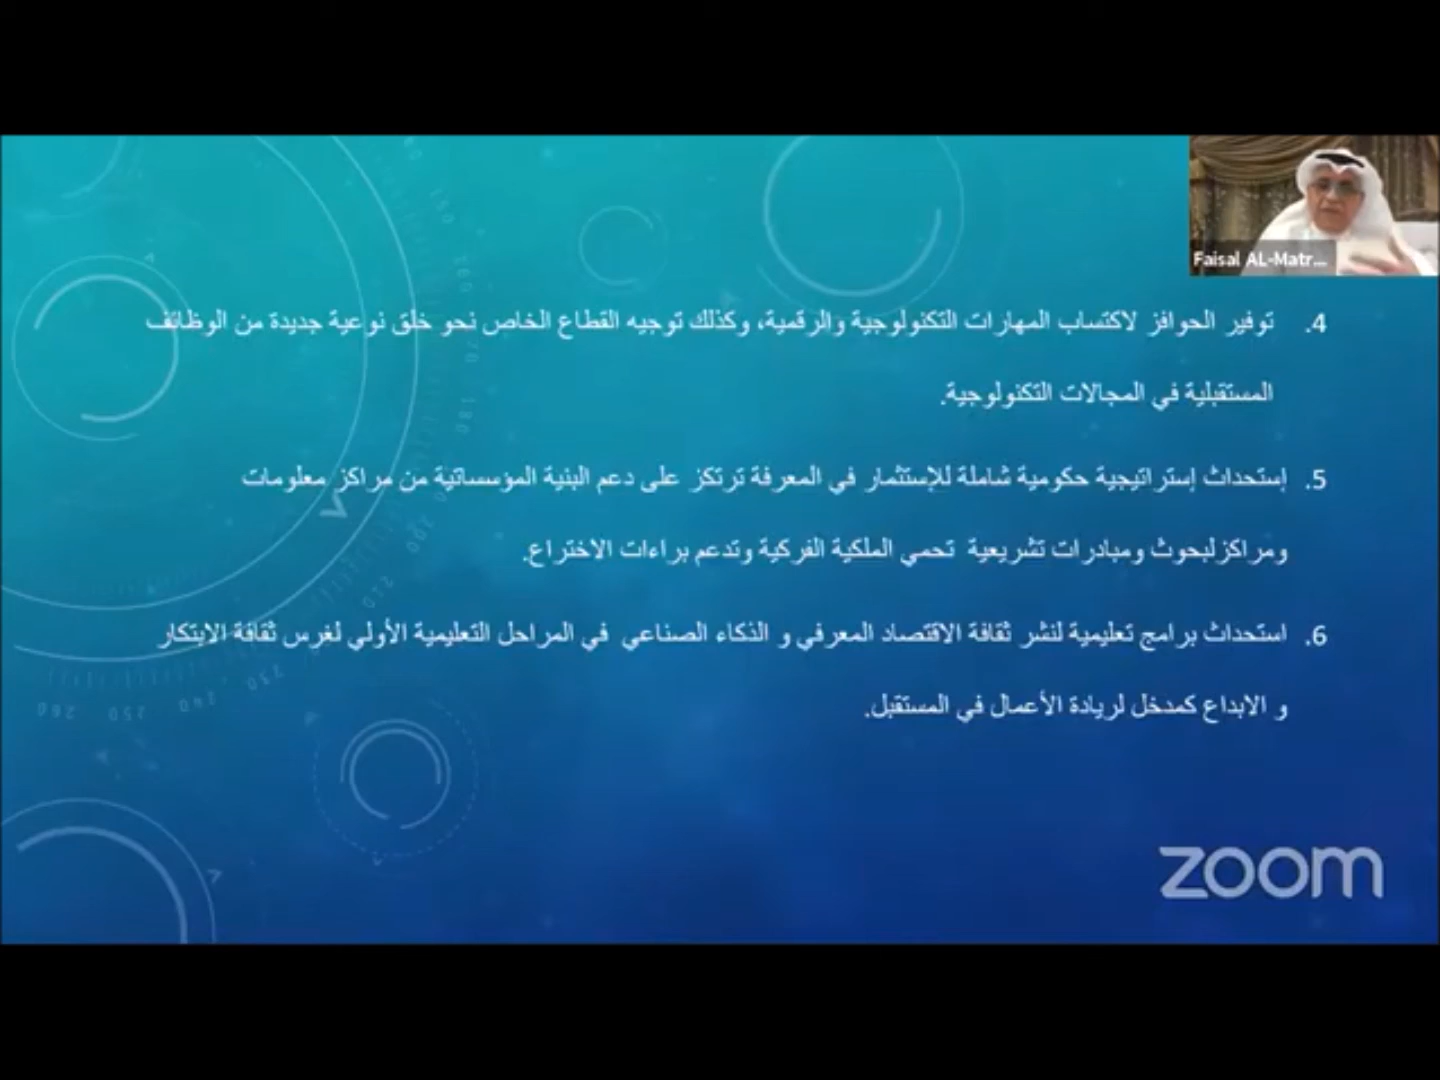 Faisal AL-Matr...
4. توفير الحوافز لاكتساب المهارات التكنولوجية والرقمية، وكذلك توجيه القطاع الخاص نحو خلق نوعية جديدة من الوظائف
المستقبلية في المجالات التكنولوجية.
5. إستحداث إستراتيجية حكومية شاملة للإستثمار في المعرفة ترتكز على دعم البنية المؤسساتية من مراكز معلومات
ومراكز لبحوث ومبادرات تشريعية تحمي الملكية الفركية وتدعم براءات الاختراع.
6. استحداث برامج تعليمية لنشر ثقافة الاقتصاد المعرفي و الذكاء الصناعي في المراحل التعليمية الأولي لغرس ثقافة الابتكار
و الابداع كمدخل لريادة الأعمال في المستقبل.
zoom